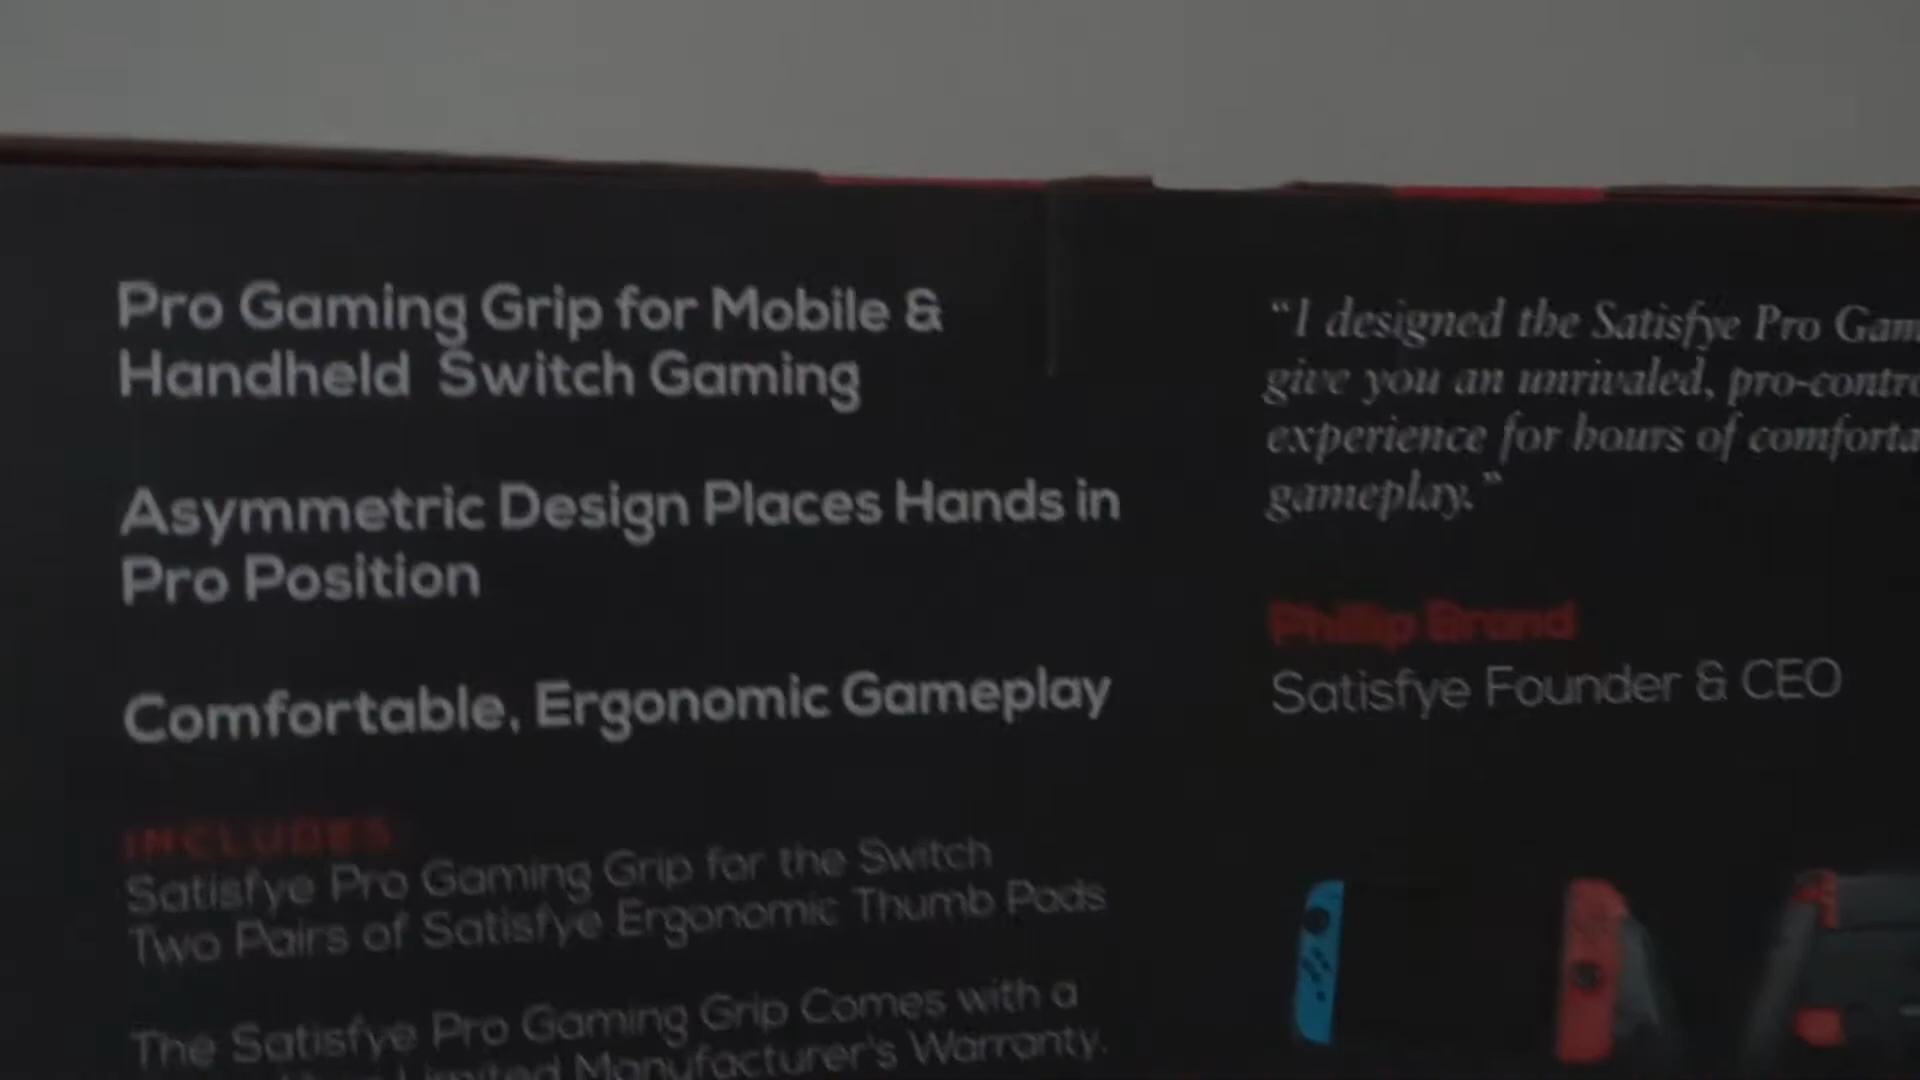 Pro Gaming Grip for Mobile &
Handheld Switch Gaming
Asymmetric Design Places Hands in
Pro Position
Comfortable, Ergonomic Gameplay
INCLUDES
Satisfye Pro Gaming Grip for the Switch
Two Pairs of Satisfye Ergonomic Thumb Pads
The Satisfye Pro Gaming Grip Comes with a
Limited Manufacturer's Warranty.
“I designed the Satisfye Pro
give you an unrivaled,
experience for hours of
gameplay.”
Phillip Brand
Satisfye Founder & CEO